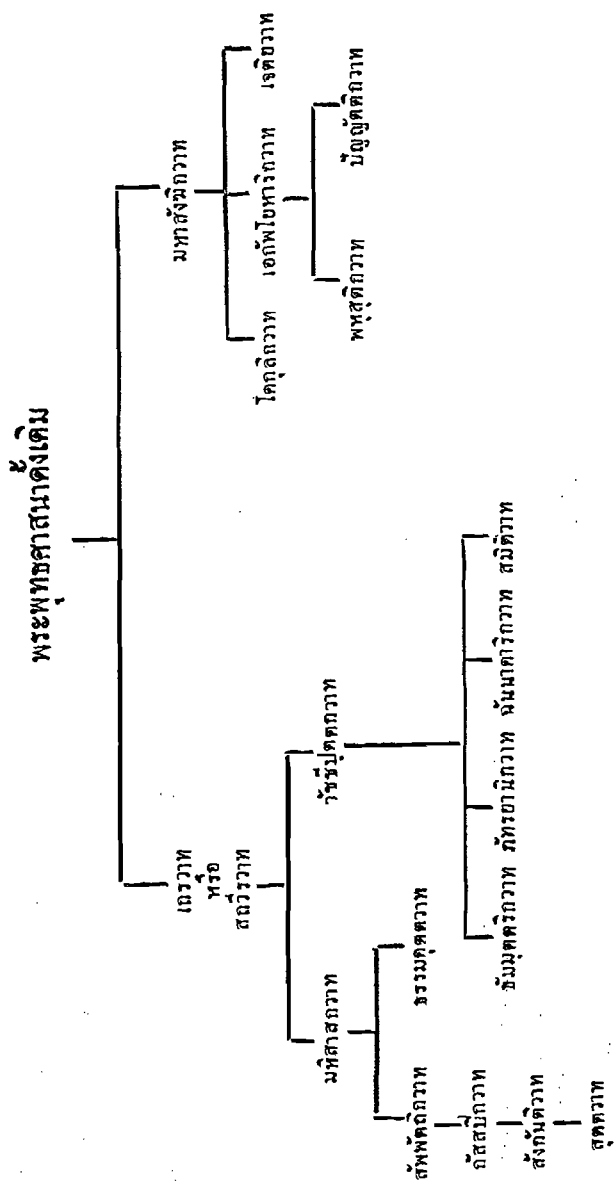 พระพุทธศาสนาดั้งเดิม
เถรวาท
หรือ
สถวีรวาท
มหาสังฆิกวาท
มหิสาสกวาท
วัชชีปุตตกวาท
โคกุลิกวาท
เอกัพโยหาริกวาท
เจติยวาท
สัพพัตถิกวาท
ธรรมคุตตวาท
พหุสุติกวาท
บัญญัตติกวาท
กัสสปิกวาท
สังกันติวาท
สุตตวาท
ธัมมุตตริกวาท
ภัทรยานิกวาท
ฉันนาคาริกวาท
สมิติวาท